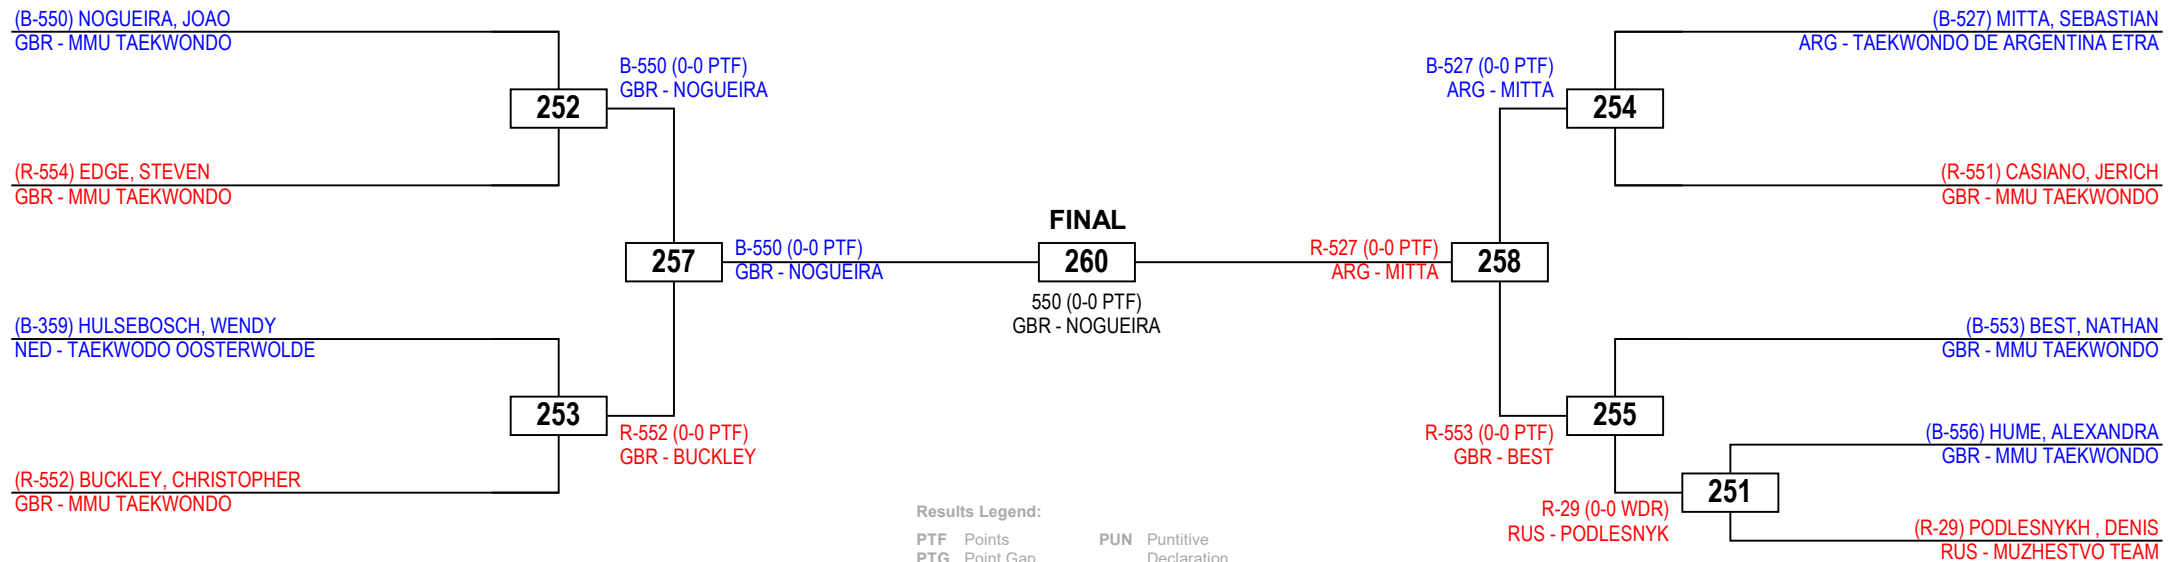 (B-550) NOGUEIRA, JOAO
GBR - MMU TAEKWONDO
B-550 (0-0 PTF)
GBR - NOGUEIRA
252
(R-554) EDGE, STEVEN
GBR - MMU TAEKWONDO
257
B-550 (0-0 PTF)
GBR - NOGUEIRA
(B-359) HULSEBOSCH, WENDY
NED - TAEKWODO OOSTERWOLDE
253
R-552 (0-0 PTF)
GBR - BUCKLEY
(R-552) BUCKLEY, CHRISTOPHER
GBR - MMU TAEKWONDO
FINAL
260
550 (0-0 PTF)
GBR - NOGUEIRA
(B-527) MITTA, SEBASTIAN
ARG - TAEKWONDO DE ARGENTINA ETRA
B-527 (0-0 PTF)
ARG - MITTA
254
(R-551) CASIANO, JERICH
GBR - MMU TAEKWONDO
R-527 (0-0 PTF)
ARG - MITTA
258
(B-553) BEST, NATHAN
GBR - MMU TAEKWONDO
255
R-553 (0-0 PTF)
GBR - BEST
(B-556) HUME, ALEXANDRA
GBR - MMU TAEKWONDO
251
R-29 (0-0 WDR)
RUS - PODLESNYK
(R-29) PODLESNYKH , DENIS
RUS - MUZHESTVO TEAM
Results Legend:
PTF Points
PUN Puntitive
PTG Point Gap
Declaration